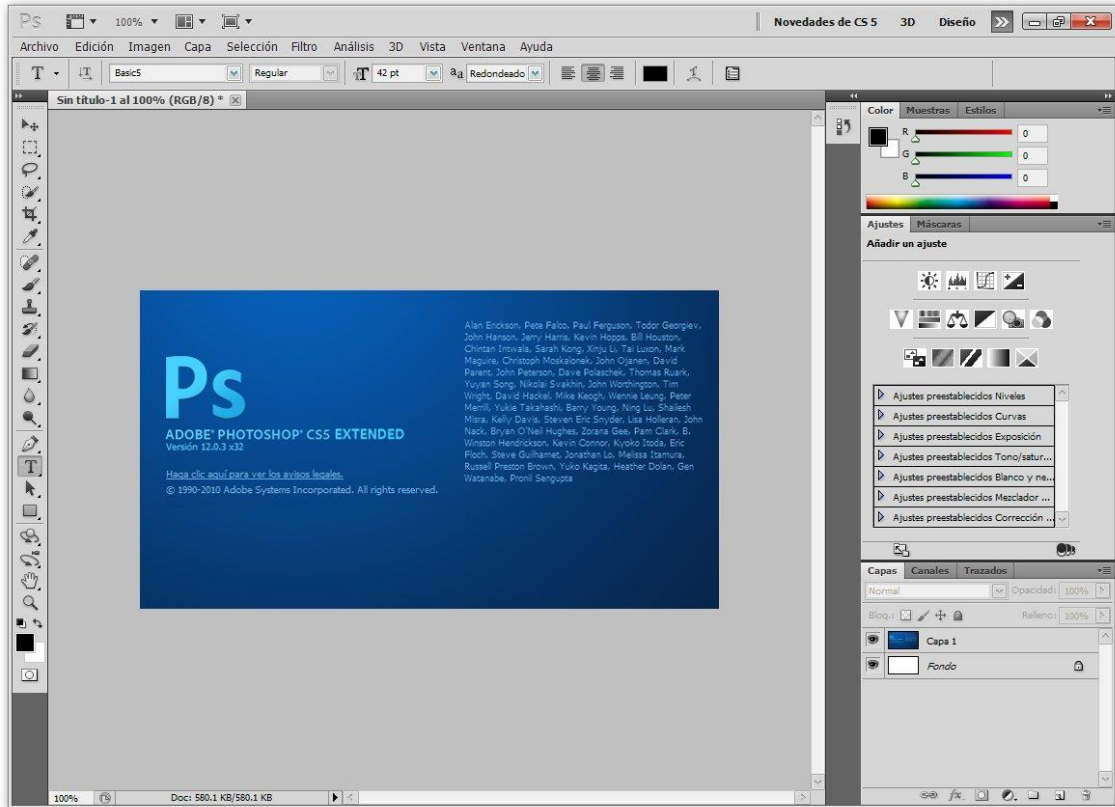 Ps 100% Novedades de CS 5 3D Diseño
Archivo Edición Imagen Capa Selección Filtro Análisis 3D Vista Ventana Ayuda
T Basic5 Regular 42 pt aa Redondeado
Sin título-1 al 100% (RGB/8) *
Color Muestras Estilos
R 0
G 0
B 0
Ajustes Máscaras
Añadir un ajuste
Ajustes preestablecidos Niveles
Ajustes preestablecidos Curvas
Ajustes preestablecidos Exposición
Ajustes preestablecidos Tono/satur...
Ajustes preestablecidos Blanco y ne...
Ajustes preestablecidos Mezclador ...
Ajustes preestablecidos Corrección ...
Capas Canales Trazados
Normal Opacidad: 100%
Bloq.: Relleno: 100%
Capa 1
Fondo
fx.
Ps
ADOBE® PHOTOSHOP® CS5 EXTENDED
Versión 12.0.3 x32
Haga clic aquí para ver los avisos legales.
© 1990-2010 Adobe Systems Incorporated. All rights reserved.
Alan Erickson, Pete Falco, Paul Ferguson, Todor Georgiev,
John Hanson, Jerry Harris, Kevin Hopps, Bill Houston,
Chintan Intwala, Sarah Kong, Xinju Li, Tai Luxon, Mark
Maguire, Christoph Moskalonek, John Ojanen, David
Parent, John Peterson, Dave Polaschek, Thomas Ruark,
Yuyan Song, Nikolai Svakhin, John Worthington, Tim
Wright, David Hackel, Mike Keogh, Wennie Leung, Peter
Merrill, Yukie Takahashi, Barry Young, Ning Lu, Shailesh
Misra, Kelly Davis, Steven Eric Snyder, Lisa Holleran, John
Nack, Bryan O'Neil Hughes, Zorana Gee, Pam Clark, B.
Winston Hendrickson, Kevin Connor, Kyoko Itoda, Eric
Floch, Steve Guilhamet, Jonathan Lo, Melissa Itamura,
Russell Preston Brown, Yuko Kagita, Heather Dolan, Gen
Watanabe, Pronil Sengupta
100% Doc: 580.1 KB/580.1 KB